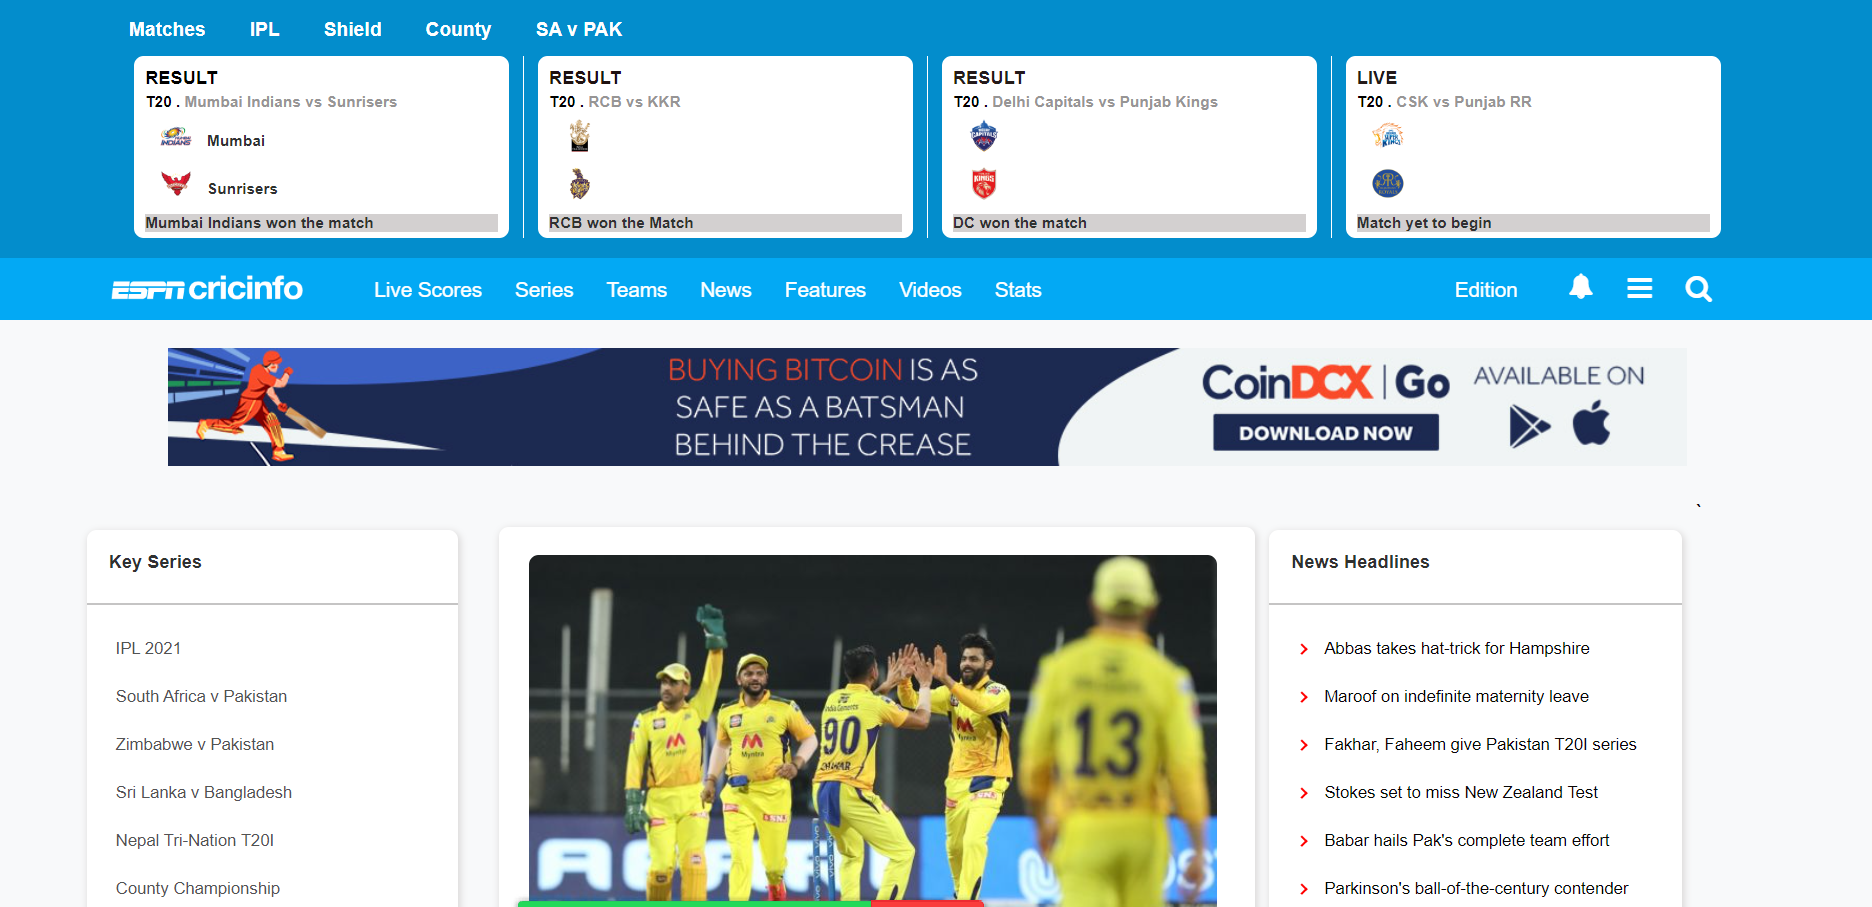 Matches IPL Shield County SA v PAK
RESULT
T20 . Mumbai Indians vs Sunrisers
Mumbai
Sunrisers
Mumbai Indians won the match
RESULT
T20 . RCB vs KKR
RCB won the Match
RESULT
T20 . Delhi Capitals vs Punjab Kings
DC won the match
LIVE
T20 . CSK vs Punjab RR
Match yet to begin
ESPN cricinfo Live Scores Series Teams News Features Videos Stats Edition
BUYING BITCOIN IS AS
SAFE AS A BATSMAN
BEHIND THE CREASE
CoinDCX | Go
DOWNLOAD NOW
AVAILABLE ON
`
Key Series
IPL 2021
South Africa v Pakistan
Zimbabwe v Pakistan
Sri Lanka v Bangladesh
Nepal Tri-Nation T20I
County Championship
Myntra
Myntra
90
Myntra
13
News Headlines
Abbas takes hat-trick for Hampshire
Maroof on indefinite maternity leave
Fakhar, Faheem give Pakistan T20I series
Stokes set to miss New Zealand Test
Babar hails Pak's complete team effort
Parkinson's ball-of-the-century contender